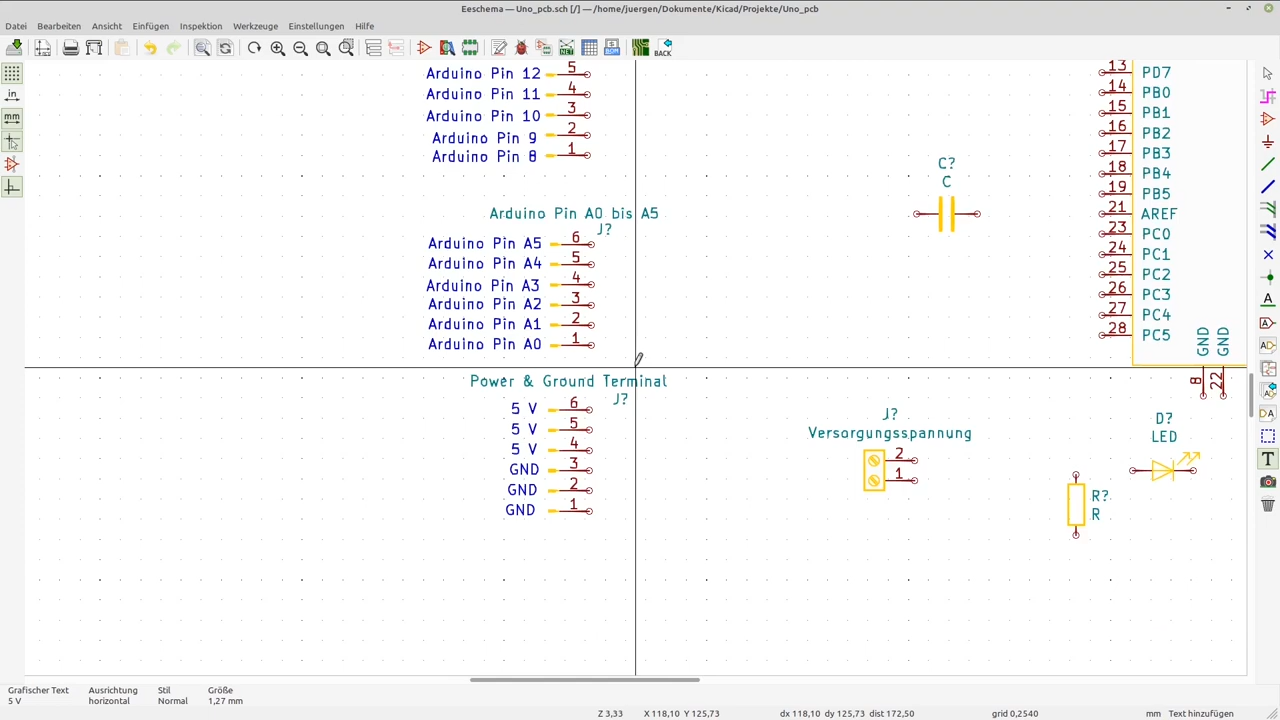 Eeschema — Uno_pcb.sch [/] — /home/juergen/Dokumente/Kicad/Projekte/Uno_pcb
Datei Bearbeiten Ansicht Einfügen Inspektion Werkzeuge Einstellungen Hilfe
BACK
in
mm
Arduino Pin 12 5
Arduino Pin 11 4
Arduino Pin 10 3
Arduino Pin 9 2
Arduino Pin 8 1
Arduino Pin A0 bis A5
J?
Arduino Pin A5 6
Arduino Pin A4 5
Arduino Pin A3 4
Arduino Pin A2 3
Arduino Pin A1 2
Arduino Pin A0 1
Power & Ground Terminal
J?
5 V 6
5 V 5
5 V 4
GND 3
GND 2
GND 1
C?
C
13 PD7
14 PB0
15 PB1
16 PB2
17 PB3
18 PB4
19 PB5
21 AREF
23 PC0
24 PC1
25 PC2
26 PC3
27 PC4
28 PC5
GND GND
8 22
J?
Versorgungsspannung
2
1
D?
LED
R?
R
Grafischer Text Ausrichtung Stil Größe
5 V horizontal Normal 1,27 mm
Z 3,33 X 118,10 Y 125,73 dx 118,10 dy 125,73 dist 172,50 grid 0,2540 mm Text hinzufügen